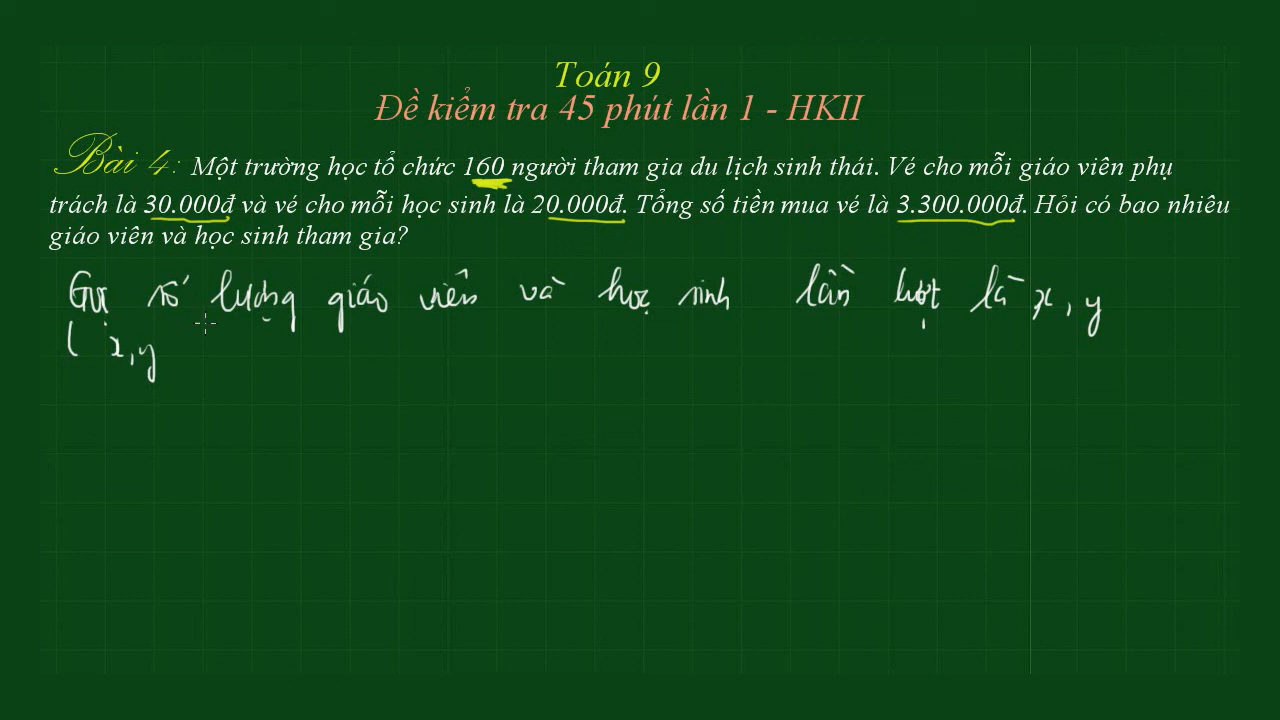 Toán 9
Đề kiểm tra 45 phút lần 1 - HKII
Bài 4: Một trường học tổ chức 160 người tham gia du lịch sinh thái. Vé cho mỗi giáo viên phụ
trách là 30.000đ và vé cho mỗi học sinh là 20.000đ. Tổng số tiền mua vé là 3.300.000đ. Hỏi có bao nhiêu
giáo viên và học sinh tham gia?
Gọi số lượng giáo viên và học sinh lần lượt là x, y
( x, y